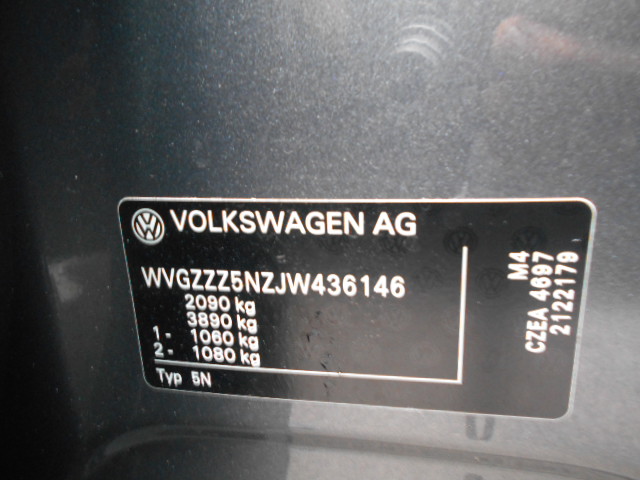 VOLKSWAGEN AG
WVGZZZ5NZJW436146
2090 kg
3890 kg
1- 1060 kg
2- 1080 kg
Typ 5N
M4
CZEA 4697
2122179